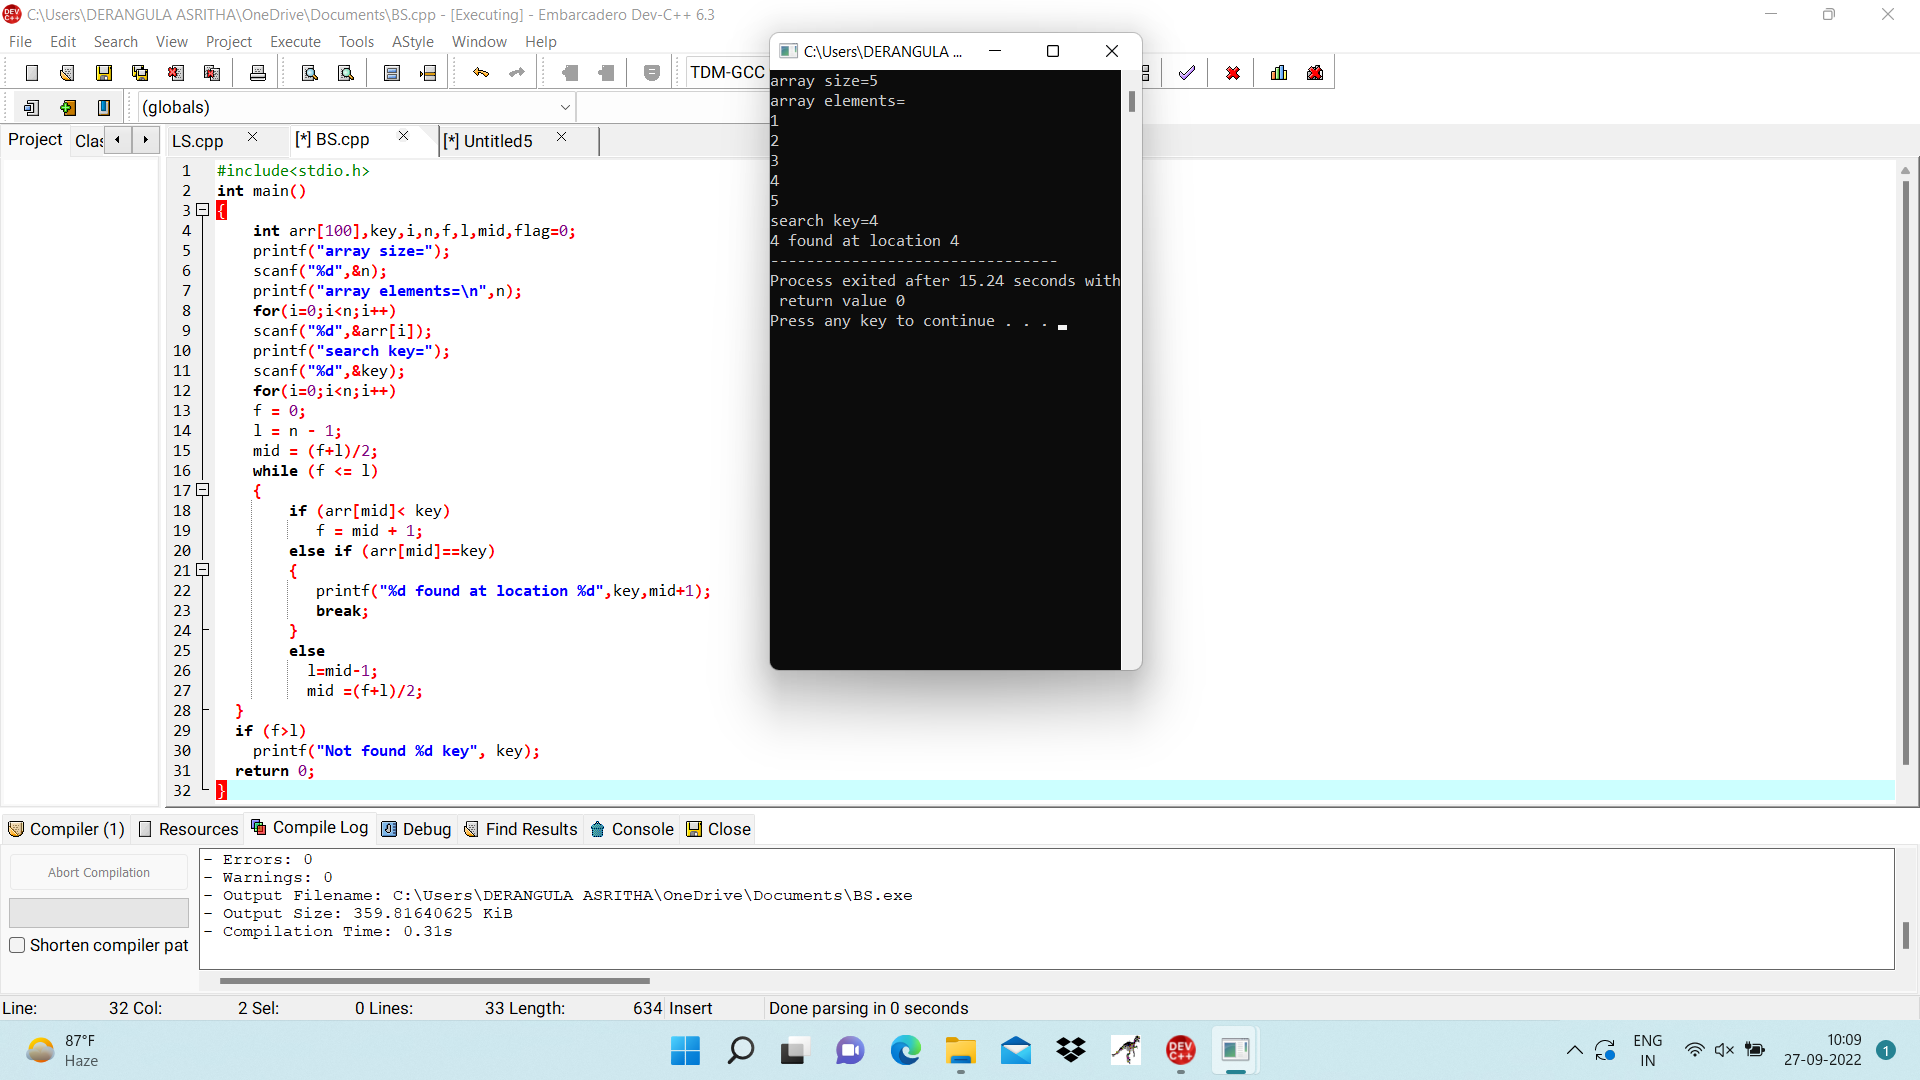 C:\Users\DERANGULA ASRITHA\OneDrive\Documents\BS.cpp - [Executing] - Embarcadero Dev-C++ 6.3
File Edit Search View Project Execute Tools AStyle Window Help
TDM-GCC
(globals)
Project Clas LS.cpp [*] BS.cpp [*] Untitled5
1 #include<stdio.h>
2 int main()
3 {
4 int arr[100],key,i,n,f,l,mid,flag=0;
5 printf("array size=");
6 scanf("%d",&n);
7 printf("array elements=\n",n);
8 for(i=0;i<n;i++)
9 scanf("%d",&arr[i]);
10 printf("search key=");
11 scanf("%d",&key);
12 for(i=0;i<n;i++)
13 f = 0;
14 l = n - 1;
15 mid = (f+l)/2;
16 while (f <= l)
17 {
18 if (arr[mid]< key)
19 f = mid + 1;
20 else if (arr[mid]==key)
21 {
22 printf("%d found at location %d",key,mid+1);
23 break;
24 }
25 else
26 l=mid-1;
27 mid =(f+l)/2;
28 }
29 if (f>l)
30 printf("Not found %d key", key);
31 return 0;
32 }
C:\Users\DERANGULA ...
array size=5
array elements=
1
2
3
4
5
search key=4
4 found at location 4
--------------------------------
Process exited after 15.24 seconds with
return value 0
Press any key to continue . . .
Compiler (1) Resources Compile Log Debug Find Results Console Close
Abort Compilation
Shorten compiler pat
- Errors: 0
- Warnings: 0
- Output Filename: C:\Users\DERANGULA ASRITHA\OneDrive\Documents\BS.exe
- Output Size: 359.81640625 KiB
- Compilation Time: 0.31s
Line: 32 Col: 2 Sel: 0 Lines: 33 Length: 634 Insert Done parsing in 0 seconds
87°F
Haze
DEV C++
ENG
IN
10:09
27-09-2022
1